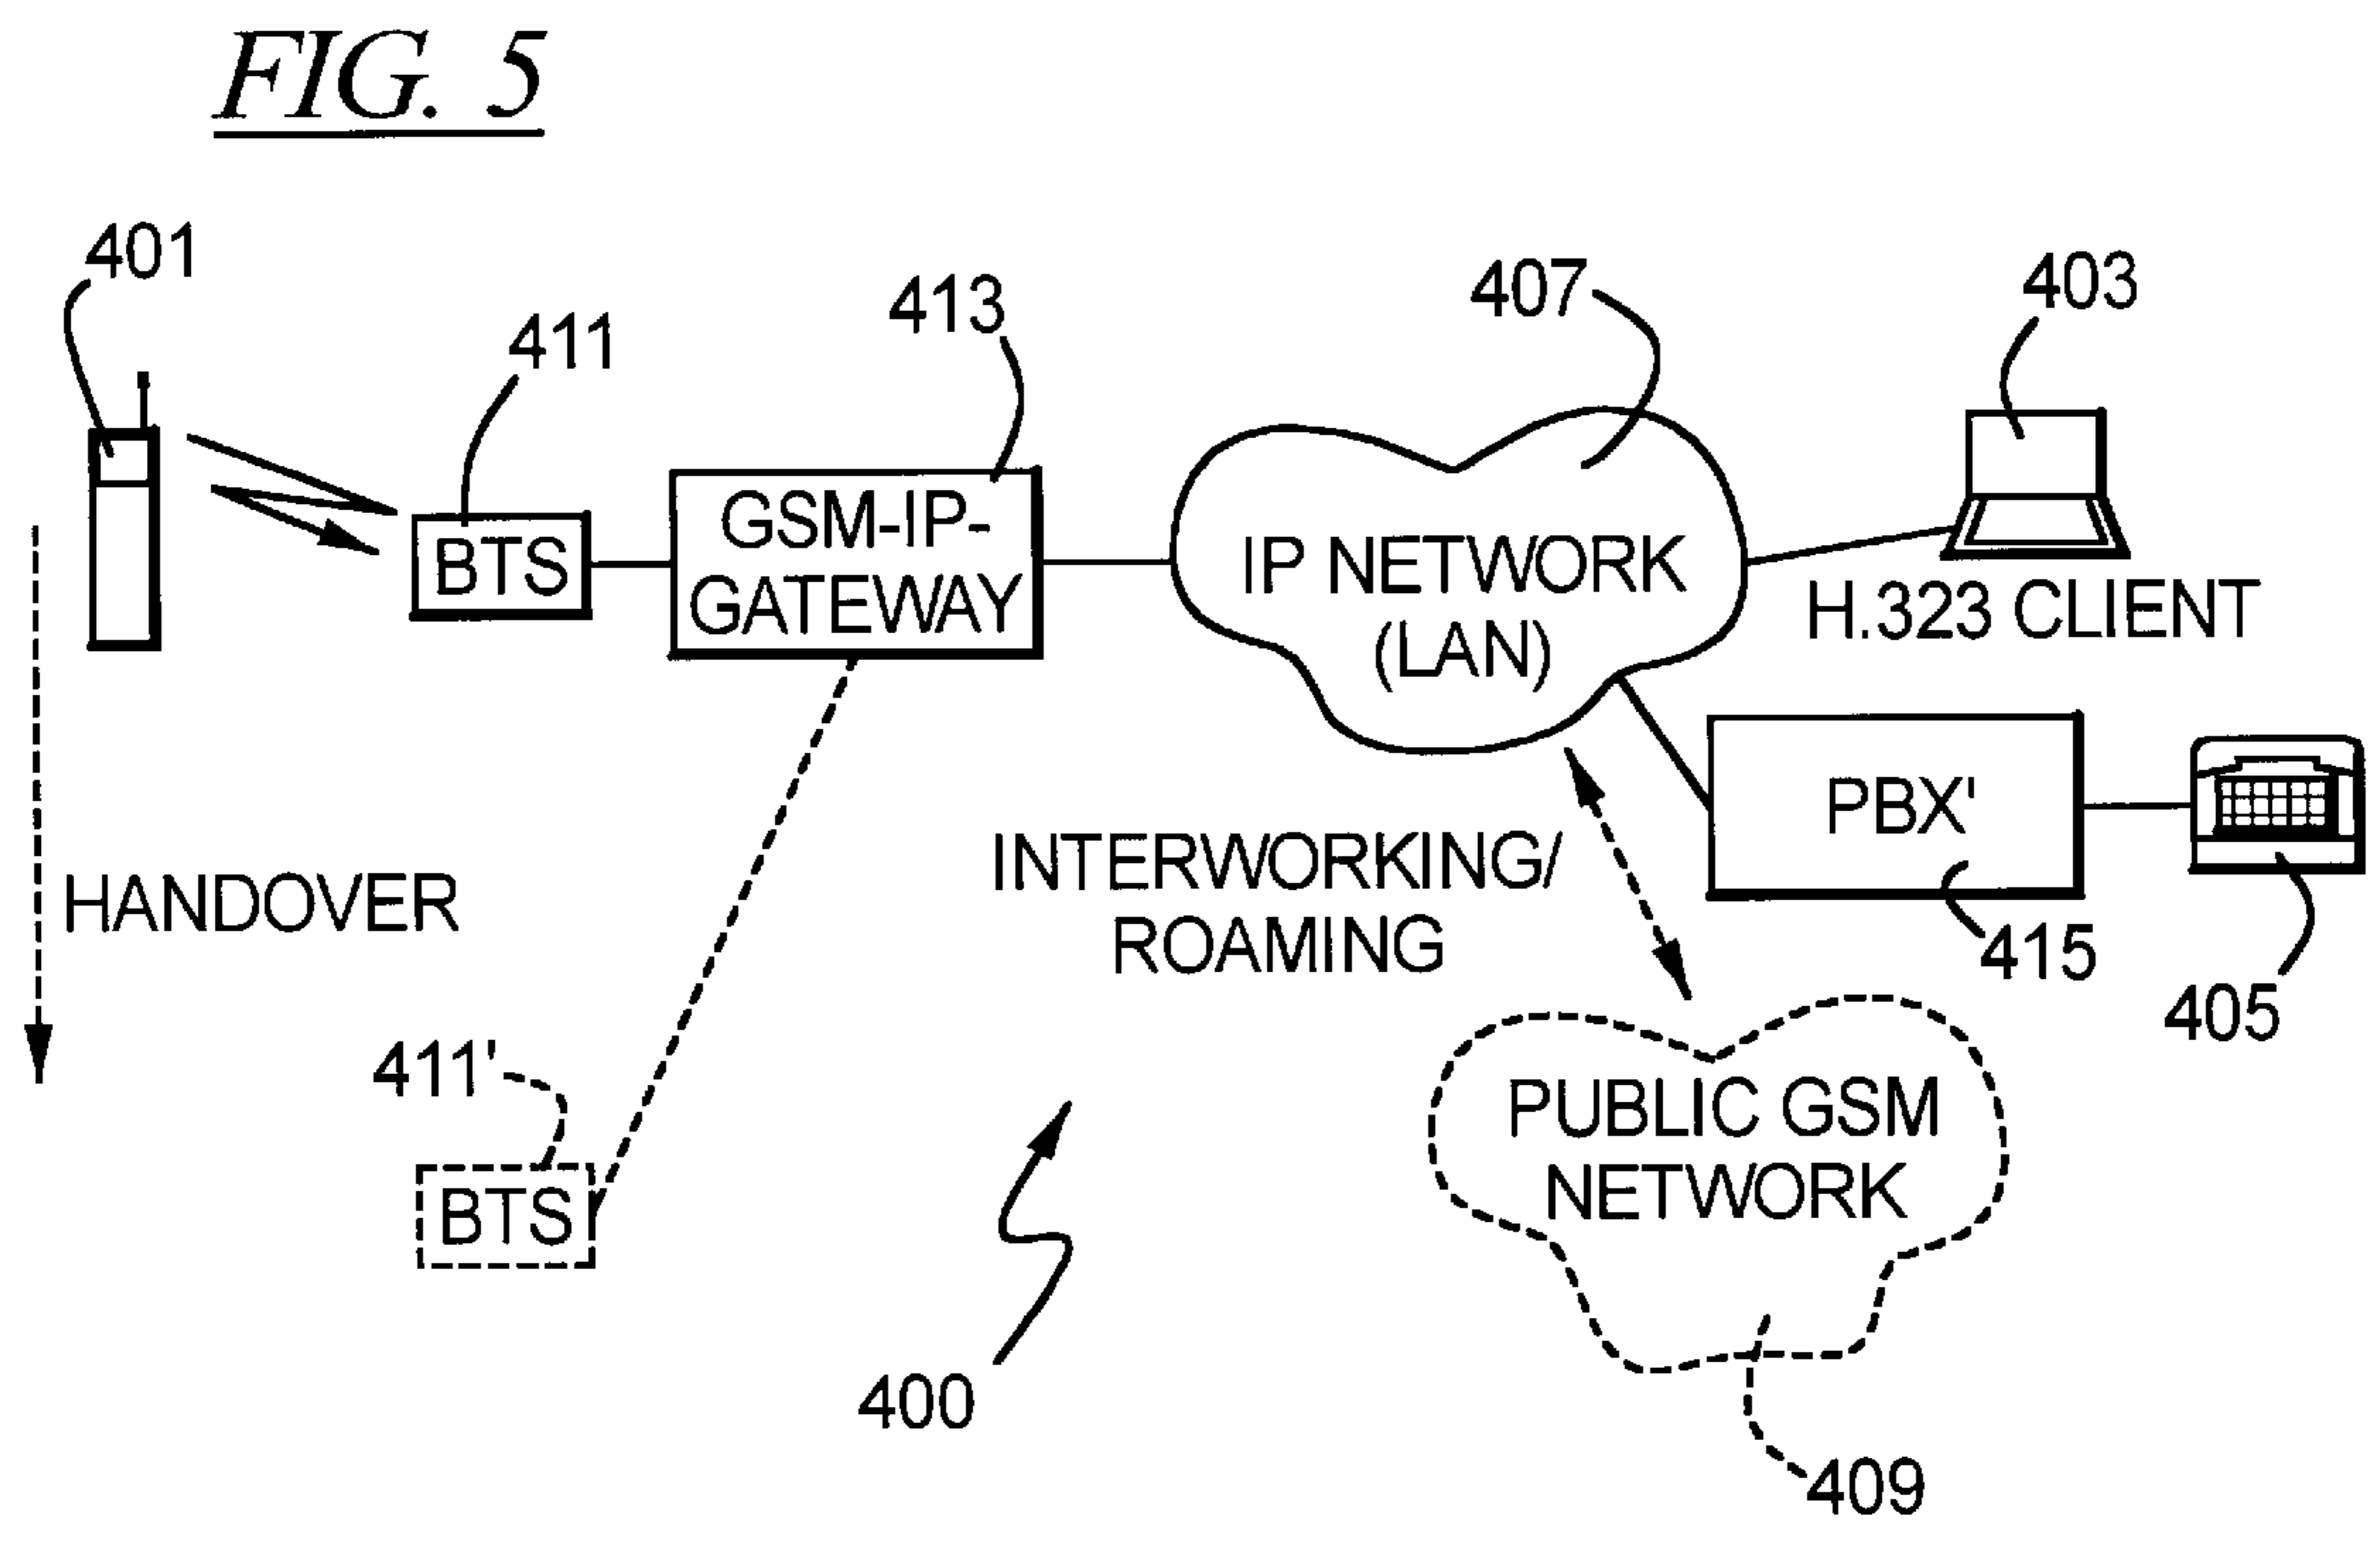 FIG. 5
401
411
413
407
403
BTS
GSM-IP-
GATEWAY
IP NETWORK
(LAN)
H.323 CLIENT
PBX'
415
405
HANDOVER
INTERWORKING/
ROAMING
411'
BTS
400
PUBLIC GSM
NETWORK
409